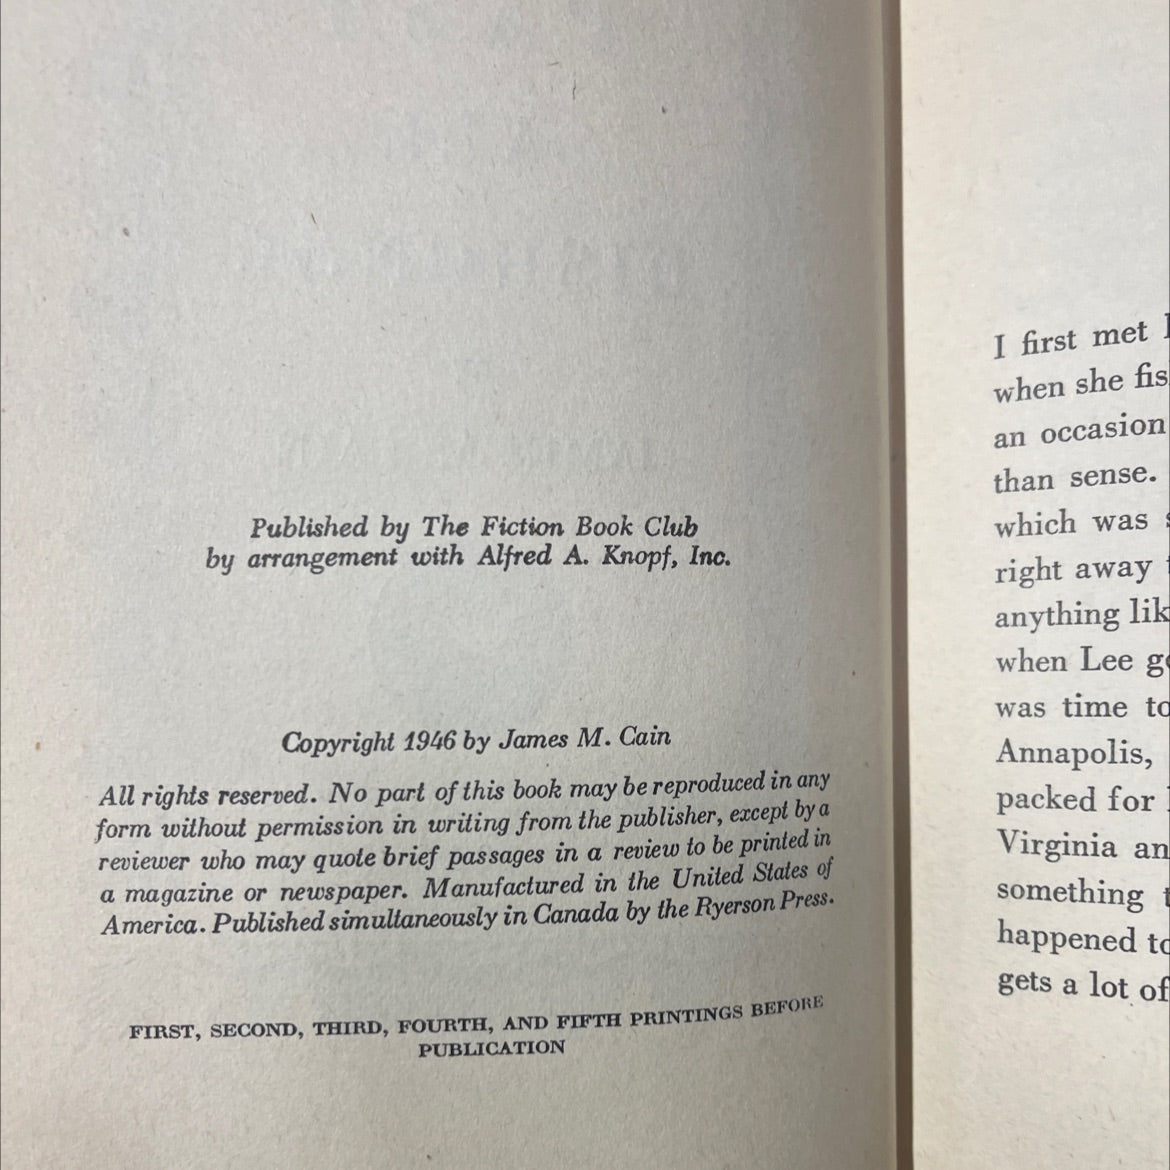 Published by The Fiction Book Club
by arrangement with Alfred A. Knopf, Inc.
Copyright 1946 by James M. Cain
All rights reserved. No part of this book may be reproduced in any
form without permission in writing from the publisher, except by a
reviewer who may quote brief passages in a review to be printed in
a magazine or newspaper. Manufactured in the United States of
America. Published simultaneously in Canada by the Ryerson Press.
FIRST, SECOND, THIRD, FOURTH, AND FIFTH PRINTINGS BEFORE
PUBLICATION
I first met
when she fis
an occasion
than sense.
which was
right away
anything lik
when Lee g
was time to
Annapolis,
packed for
Virginia an
something
happened to
gets a lot of